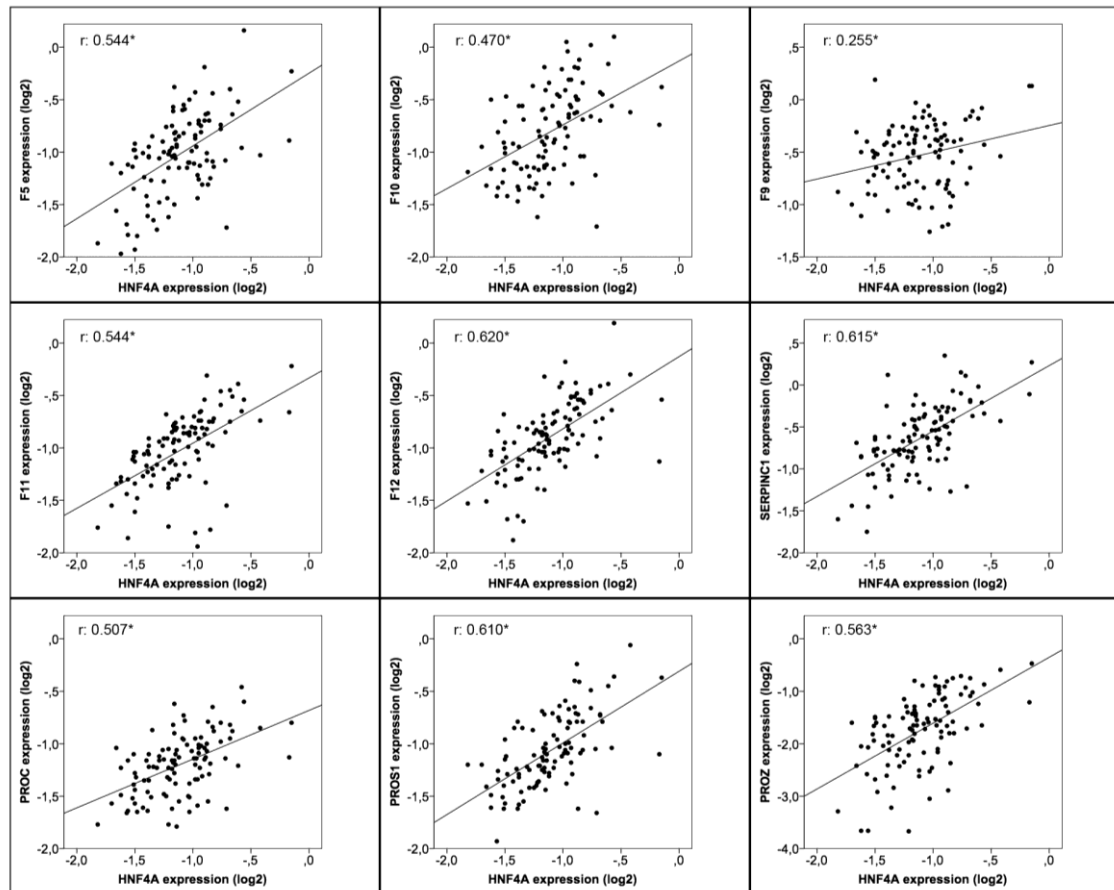 r: 0.544*
F5 expression (log2)
,0
-,5
-1,0
-1,5
-2,0
-2,0 -1,5 -1,0 -,5 ,0
HNF4A expression (log2)
r: 0.470*
F10 expression (log2)
,0
-,5
-1,0
-1,5
-2,0
-2,0 -1,5 -1,0 -,5 ,0
HNF4A expression (log2)
r: 0.255*
F9 expression (log2)
,5
,0
-,5
-1,0
-1,5
-2,0 -1,5 -1,0 -,5 ,0
HNF4A expression (log2)
r: 0.544*
F11 expression (log2)
,0
-,5
-1,0
-1,5
-2,0
-2,0 -1,5 -1,0 -,5 ,0
HNF4A expression (log2)
r: 0.620*
F12 expression (log2)
,0
-,5
-1,0
-1,5
-2,0
-2,0 -1,5 -1,0 -,5 ,0
HNF4A expression (log2)
r: 0.615*
SERPINC1 expression (log2)
,5
,0
-,5
-1,0
-1,5
-2,0
-2,0 -1,5 -1,0 -,5 ,0
HNF4A expression (log2)
r: 0.507*
PROC expression (log2)
,0
-,5
-1,0
-1,5
-2,0
-2,0 -1,5 -1,0 -,5 ,0
HNF4A expression (log2)
r: 0.610*
PROS1 expression (log2)
,0
-,5
-1,0
-1,5
-2,0
-2,0 -1,5 -1,0 -,5 ,0
HNF4A expression (log2)
r: 0.563*
PROZ expression (log2)
,0
-1,0
-2,0
-3,0
-4,0
-2,0 -1,5 -1,0 -,5 ,0
HNF4A expression (log2)